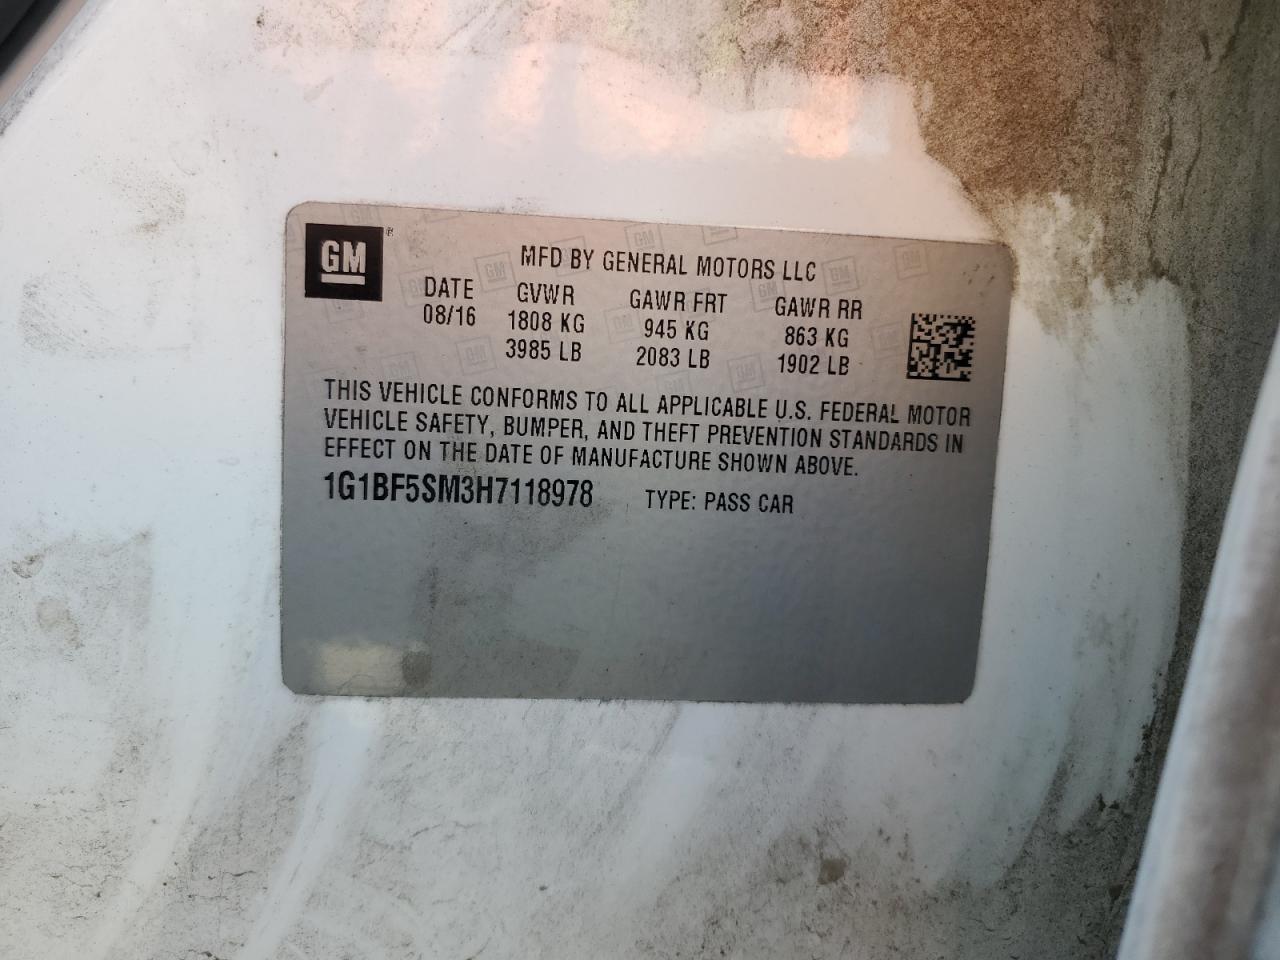 GM
MFD BY GENERAL MOTORS LLC
DATE GVWR GAWR FRT GAWR RR
08/16 1808 KG 945 KG 863 KG
3985 LB 2083 LB 1902 LB
THIS VEHICLE CONFORMS TO ALL APPLICABLE U.S. FEDERAL MOTOR
VEHICLE SAFETY, BUMPER, AND THEFT PREVENTION STANDARDS IN
EFFECT ON THE DATE OF MANUFACTURE SHOWN ABOVE.
1G1BF5SM3H7118978 TYPE: PASS CAR